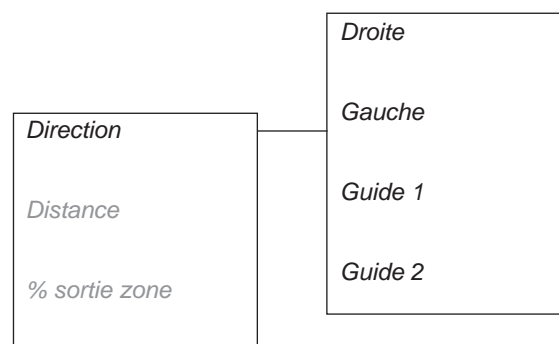 Direction
Distance
% sortie zone
Droite
Gauche
Guide 1
Guide 2